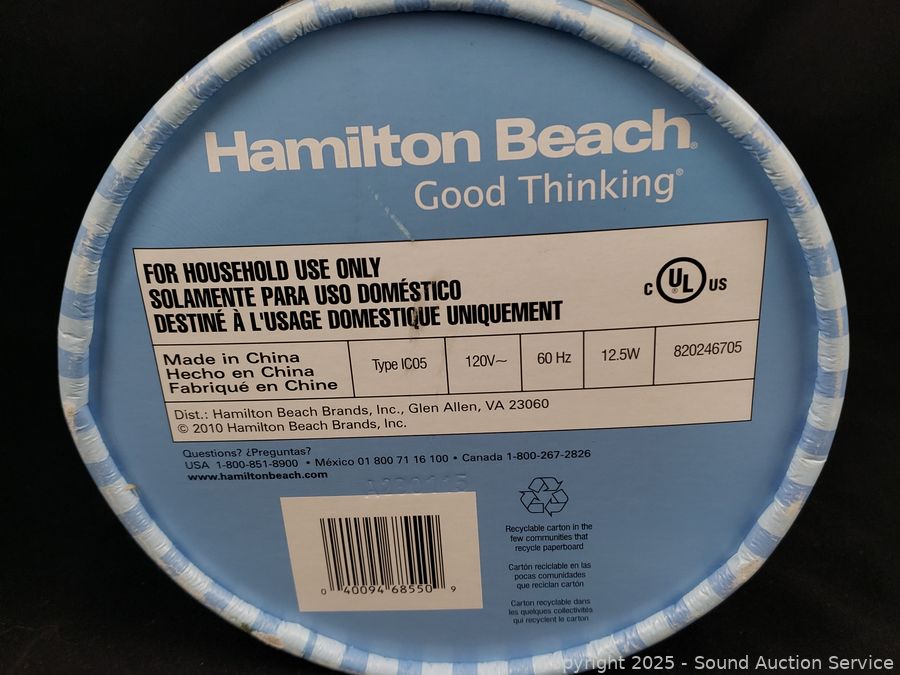 Hamilton Beach®
Good Thinking®
FOR HOUSEHOLD USE ONLY
SOLAMENTE PARA USO DOMÉSTICO
DESTINÉ À L'USAGE DOMESTIQUE UNIQUEMENT
C UL® US
Made in China
Hecho en China
Fabriqué en Chine
Type IC05
120V~
60 Hz
12.5W
820246705
Dist.: Hamilton Beach Brands, Inc., Glen Allen, VA 23060
© 2010 Hamilton Beach Brands, Inc.
Questions? ¿Preguntas?
USA 1-800-851-8900 • México 01 800 71 16 100 • Canada 1-800-267-2826
www.hamiltonbeach.com
Recyclable carton in the
few communities that
recycle paperboard
Cartón reciclable en las
pocas comunidades
que reciclan cartón
Carton recyclable dans
les quelques collectivités
qui recyclent le carton
0 40094 68550 9
Copyright 2025 - Sound Auction Service